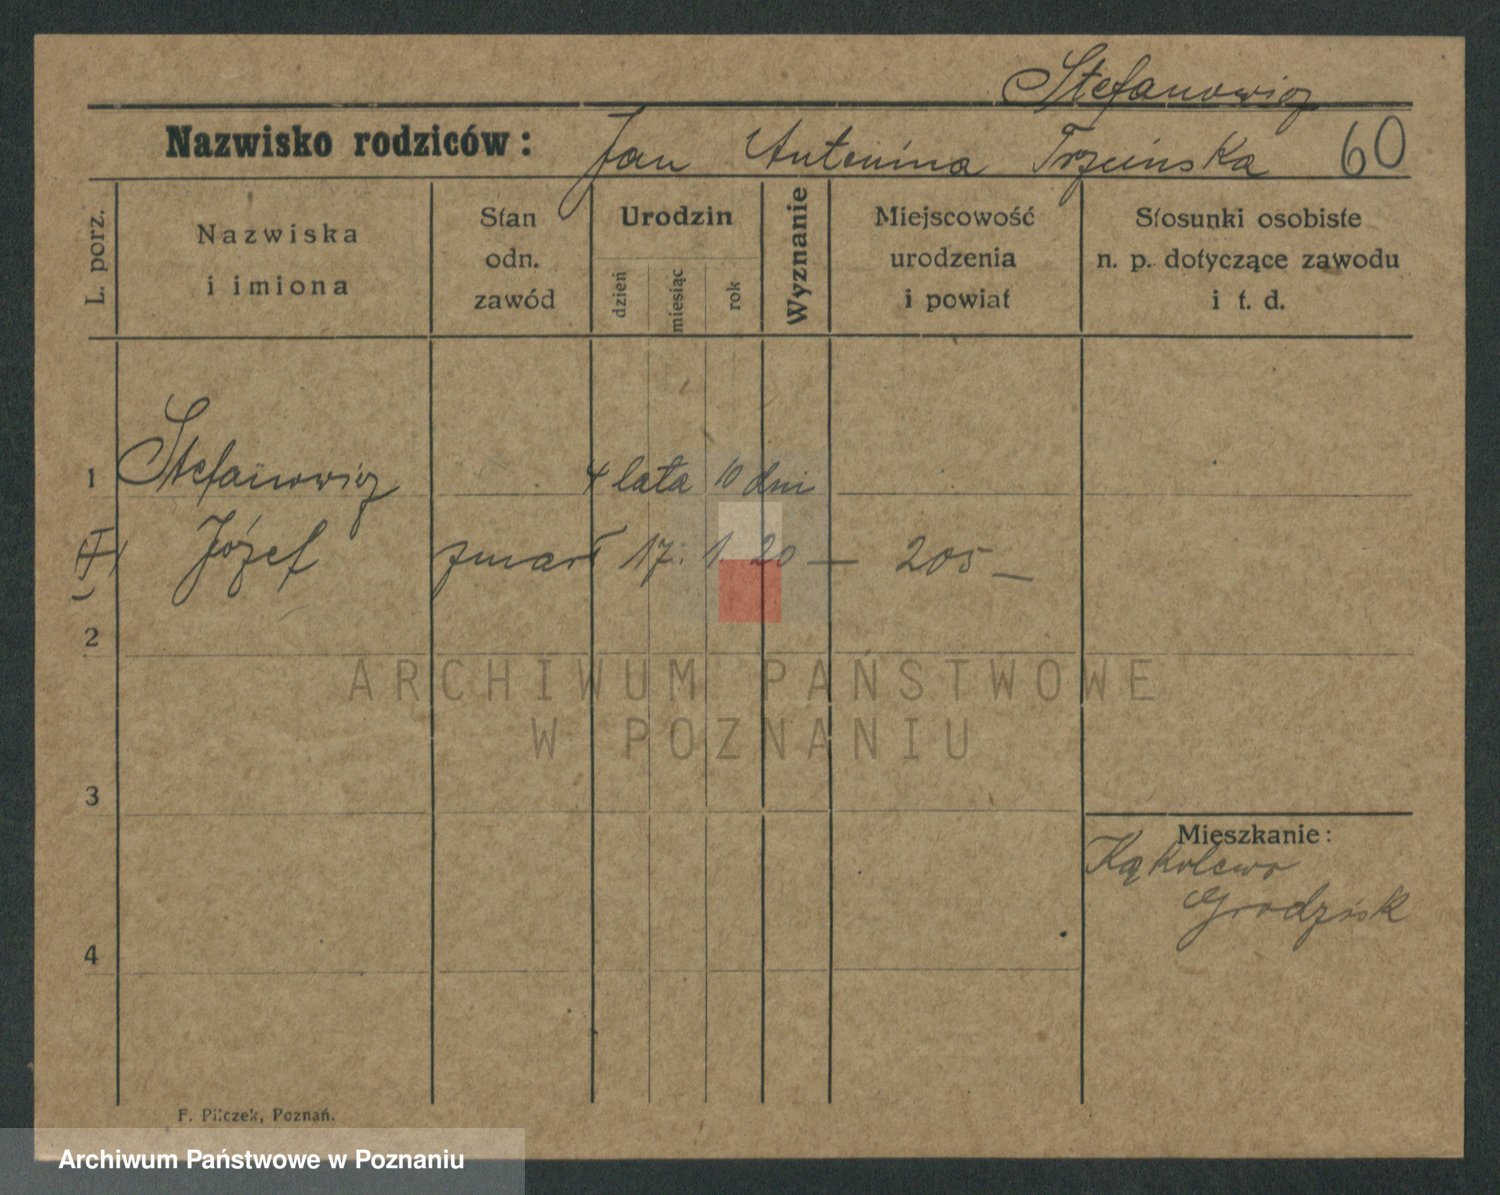 Stefanowicz
Nazwisko rodziców: Jan Antonina Trzcińska 60
L. porz.
Nazwiska
i imiona
Stan
odn.
zawód
Urodzin
dzień
miesiąc
rok
Wyznanie
Miejscowość
urodzenia
i powiat
Stosunki osobiste
n. p. dotyczące zawodu
i t. d.
1 Stefanowicz 4 lata 10 dni
(I) Józef zmarł 17. 1. 20 — 205 —
2
ARCHIWUM PAŃSTWOWE
W POZNANIU
3
Mieszkanie:
Kąkolewo
Grodzisk
4
F. Pilczek, Poznań.
Archiwum Państwowe w Poznaniu